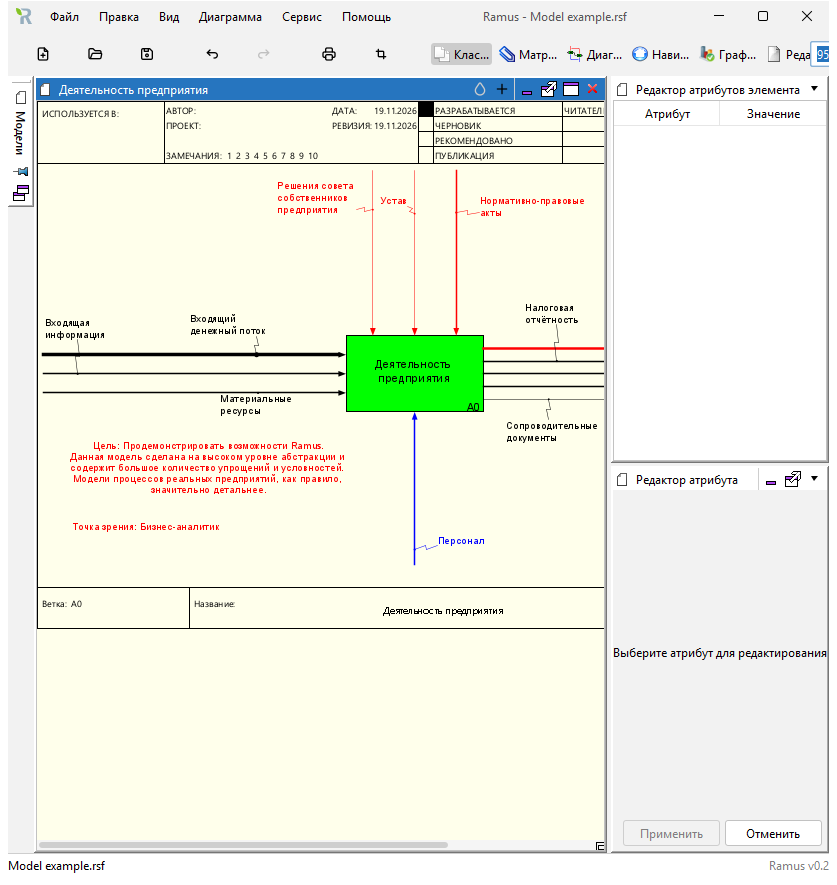 Файл Правка Вид Диаграмма Сервис Помощь
Ramus - Model example.rsf
Клас... Матр... Диаг... Нави... Граф... Реда 95
Модели
Деятельность предприятия
ИСПОЛЬЗУЕТСЯ В:
АВТОР:
ПРОЕКТ:
ЗАМЕЧАНИЯ: 1 2 3 4 5 6 7 8 9 10
ДАТА: 19.11.2026
РЕВИЗИЯ: 19.11.2026
РАЗРАБАТЫВАЕТСЯ
ЧЕРНОВИК
РЕКОМЕНДОВАНО
ПУБЛИКАЦИЯ
ЧИТАТЕЛ
Решения совета
собственников
предприятия
Устав
Нормативно-правовые
акты
Входящая
информация
Входящий
денежный поток
Материальные
ресурсы
Деятельность
предприятия
A0
Налоговая
отчётность
Сопроводительные
документы
Цель: Продемонстрировать возможности Ramus.
Данная модель сделана на высоком уровне абстракции и
содержит большое количество упрощений и условностей.
Модели процессов реальных предприятий, как правило,
значительно детальнее.
Точка зрения: Бизнес-аналитик
Персонал
Ветка: A0
Название:
Деятельность предприятия
Редактор атрибутов элемента
Атрибут Значение
Редактор атрибута
Выберите атрибут для редактирования
Применить Отменить
Model example.rsf
Ramus v0.2